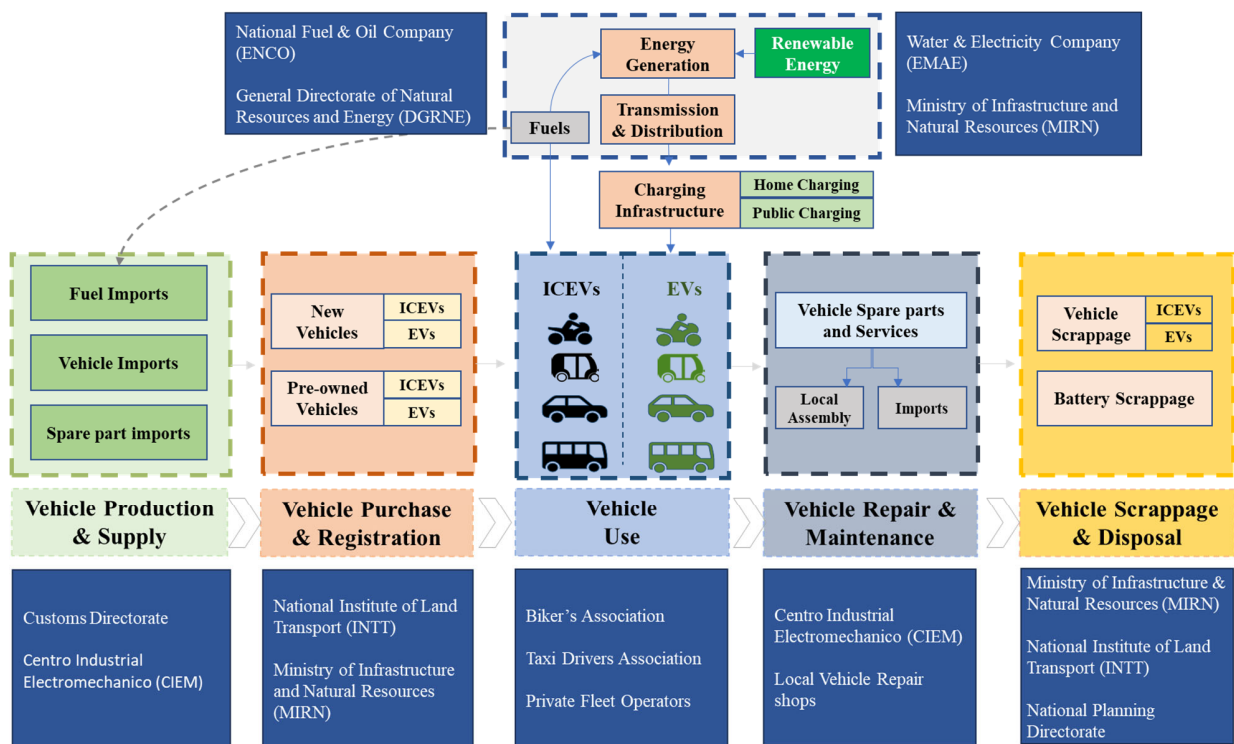 National Fuel & Oil Company
(ENCO)
General Directorate of Natural
Resources and Energy (DGRNE)
Energy
Generation
Renewable
Energy
Transmission
& Distribution
Fuels
Water & Electricity Company
(EMAE)
Ministry of Infrastructure and
Natural Resources (MIRN)
Charging
Infrastructure
Home Charging
Public Charging
Fuel Imports
Vehicle Imports
Spare part imports
New
Vehicles
ICEVs
EVs
Pre-owned
Vehicles
ICEVs
EVs
ICEVs
EVs
Vehicle Spare parts
and Services
Local
Assembly
Imports
Vehicle
Scrappage
ICEVs
EVs
Battery Scrappage
Vehicle Production
& Supply
Vehicle Purchase
& Registration
Vehicle
Use
Vehicle Repair &
Maintenance
Vehicle Scrappage
& Disposal
Customs Directorate
Centro Industrial
Electromechanico (CIEM)
National Institute of Land
Transport (INTT)
Ministry of Infrastructure
and Natural Resources
(MIRN)
Biker's Association
Taxi Drivers Association
Private Fleet Operators
Centro Industrial
Electromechanico (CIEM)
Local Vehicle Repair
shops
Ministry of Infrastructure &
Natural Resources (MIRN)
National Institute of Land
Transport (INTT)
National Planning
Directorate